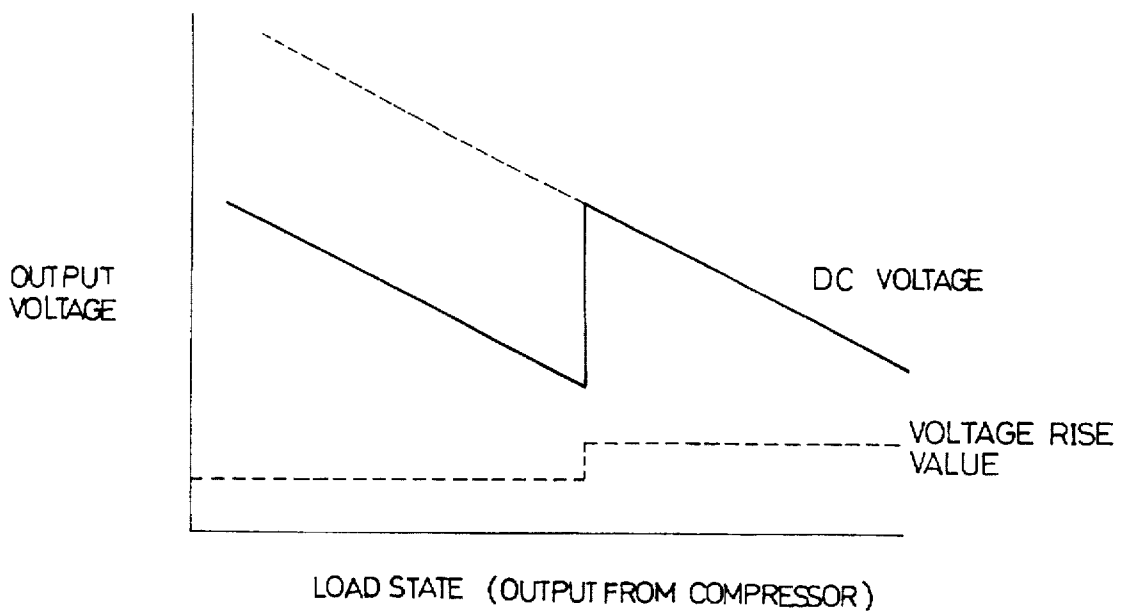 OUTPUT
VOLTAGE
DC VOLTAGE
VOLTAGE RISE
VALUE
LOAD STATE (OUTPUT FROM COMPRESSOR)